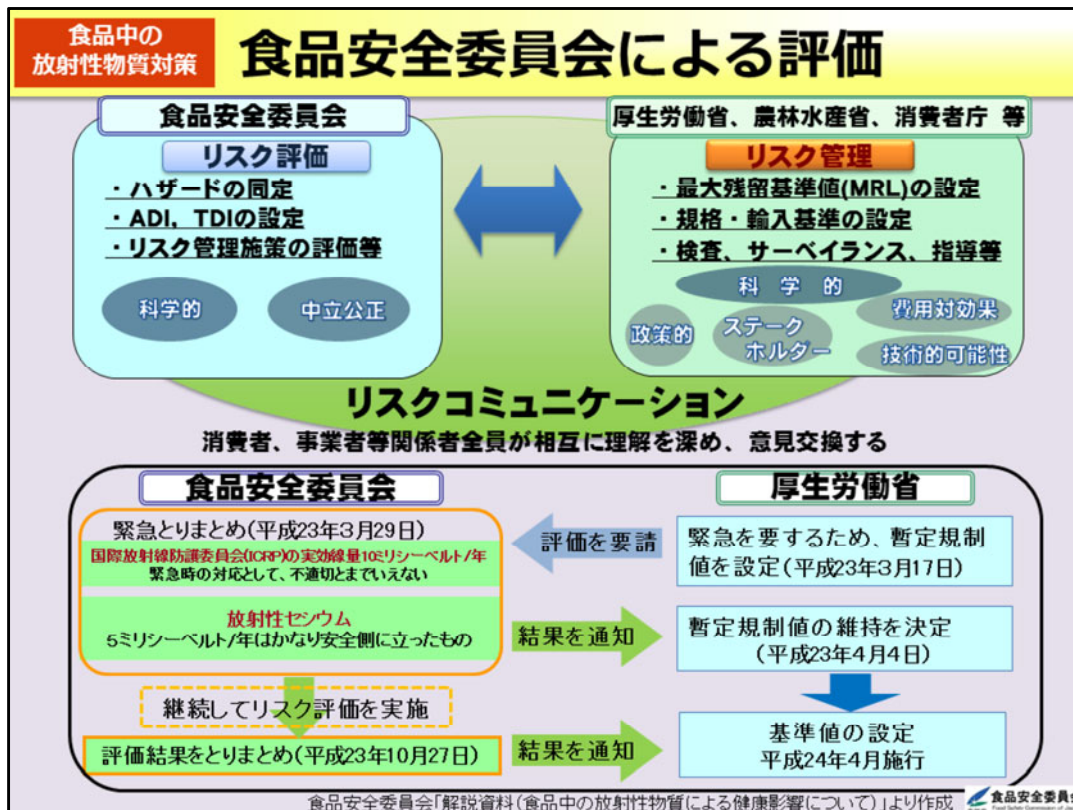 食品中の
放射性物質対策
食品安全委員会による評価
食品安全委員会
リスク評価
・ハザードの同定
・ADI, TDIの設定
・リスク管理施策の評価等
科学的
中立公正
厚生労働省、農林水産省、消費者庁 等
リスク管理
・最大残留基準値(MRL)の設定
・規格・輸入基準の設定
・検査、サーベイランス、指導等
科 学 的
政策的
ステーク
ホルダー
費用対効果
技術的可能性
リスクコミュニケーション
消費者、事業者等関係者全員が相互に理解を深め、意見交換する
食品安全委員会
緊急とりまとめ(平成23年3月29日)
国際放射線防護委員会(ICRP)の実効線量10ミリシーベルト/年
緊急時の対応として、不適切とまでいえない
放射性セシウム
5ミリシーベルト/年はかなり安全側に立ったもの
継続してリスク評価を実施
評価結果をとりまとめ(平成23年10月27日)
評価を要請
結果を通知
結果を通知
厚生労働省
緊急を要するため、暫定規制
値を設定(平成23年3月17日)
暫定規制値の維持を決定
(平成23年4月4日)
基準値の設定
平成24年4月施行
食品安全委員会「解説資料(食品中の放射性物質による健康影響について)」より作成
食品安全委員会